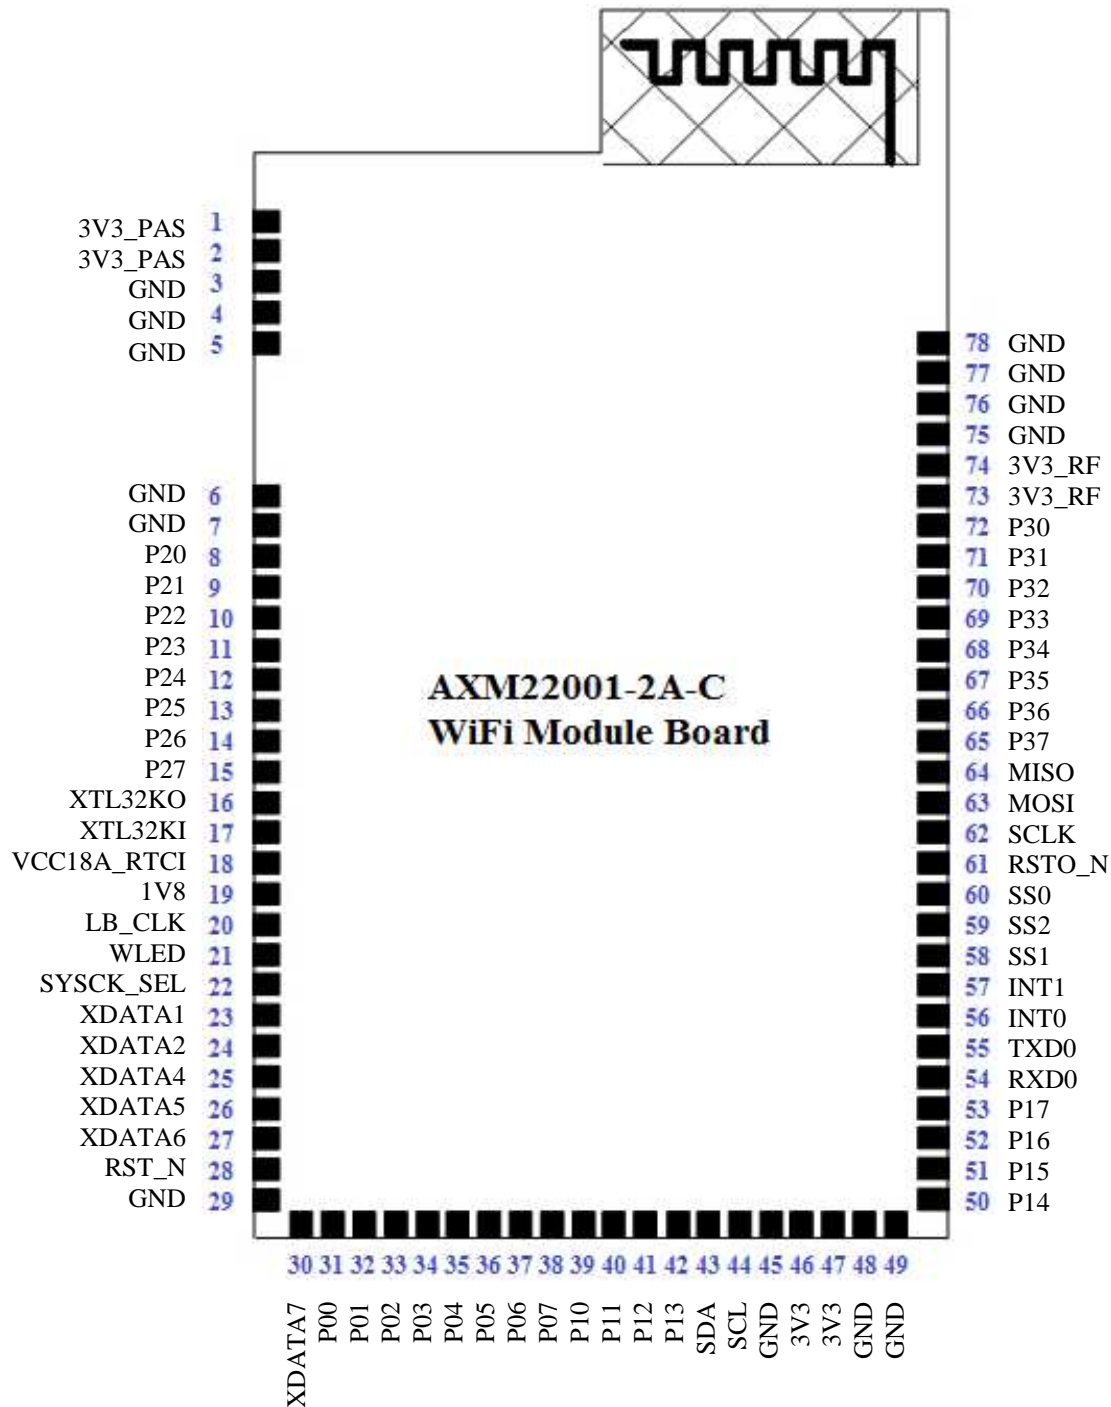 3V3_PAS 1
3V3_PAS 2
GND 3
GND 4
GND 5
GND 6
GND 7
P20 8
P21 9
P22 10
P23 11
P24 12
P25 13
P26 14
P27 15
XTL32KO 16
XTL32KI 17
VCC18A_RTCI 18
1V8 19
LB_CLK 20
WLED 21
SYSCK_SEL 22
XDATA1 23
XDATA2 24
XDATA4 25
XDATA5 26
XDATA6 27
RST_N 28
GND 29
AXM22001-2A-C
WiFi Module Board
78 GND
77 GND
76 GND
75 GND
74 3V3_RF
73 3V3_RF
72 P30
71 P31
70 P32
69 P33
68 P34
67 P35
66 P36
65 P37
64 MISO
63 MOSI
62 SCLK
61 RSTO_N
60 SS0
59 SS2
58 SS1
57 INT1
56 INT0
55 TXD0
54 RXD0
53 P17
52 P16
51 P15
50 P14
30 31 32 33 34 35 36 37 38 39 40 41 42 43 44 45 46 47 48 49
XDATA7
P00
P01
P02
P03
P04
P05
P06
P07
P10
P11
P12
P13
SDA
SCL
GND
3V3
3V3
GND
GND